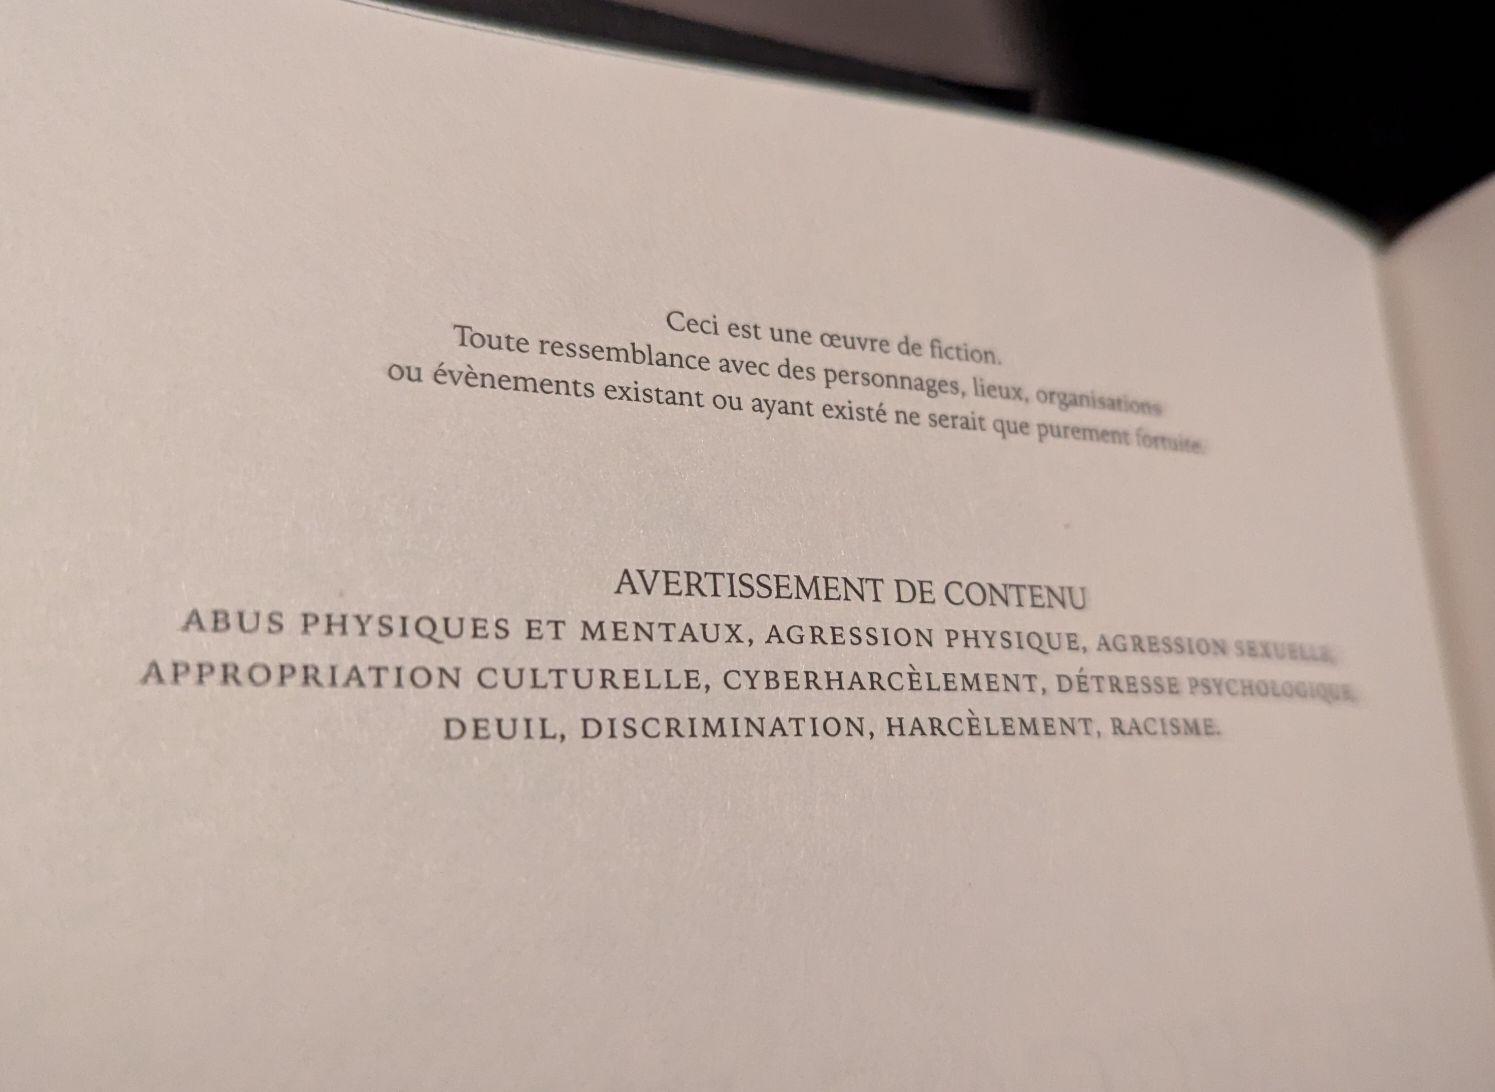 Ceci est une œuvre de fiction.
Toute ressemblance avec des personnages, lieux, organisations
ou évènements existant ou ayant existé ne serait que purement fortuite.
AVERTISSEMENT DE CONTENU
ABUS PHYSIQUES ET MENTAUX, AGRESSION PHYSIQUE, AGRESSION SEXUELLE,
APPROPRIATION CULTURELLE, CYBERHARCÈLEMENT, DÉTRESSE PSYCHOLOGIQUE,
DEUIL, DISCRIMINATION, HARCÈLEMENT, RACISME.